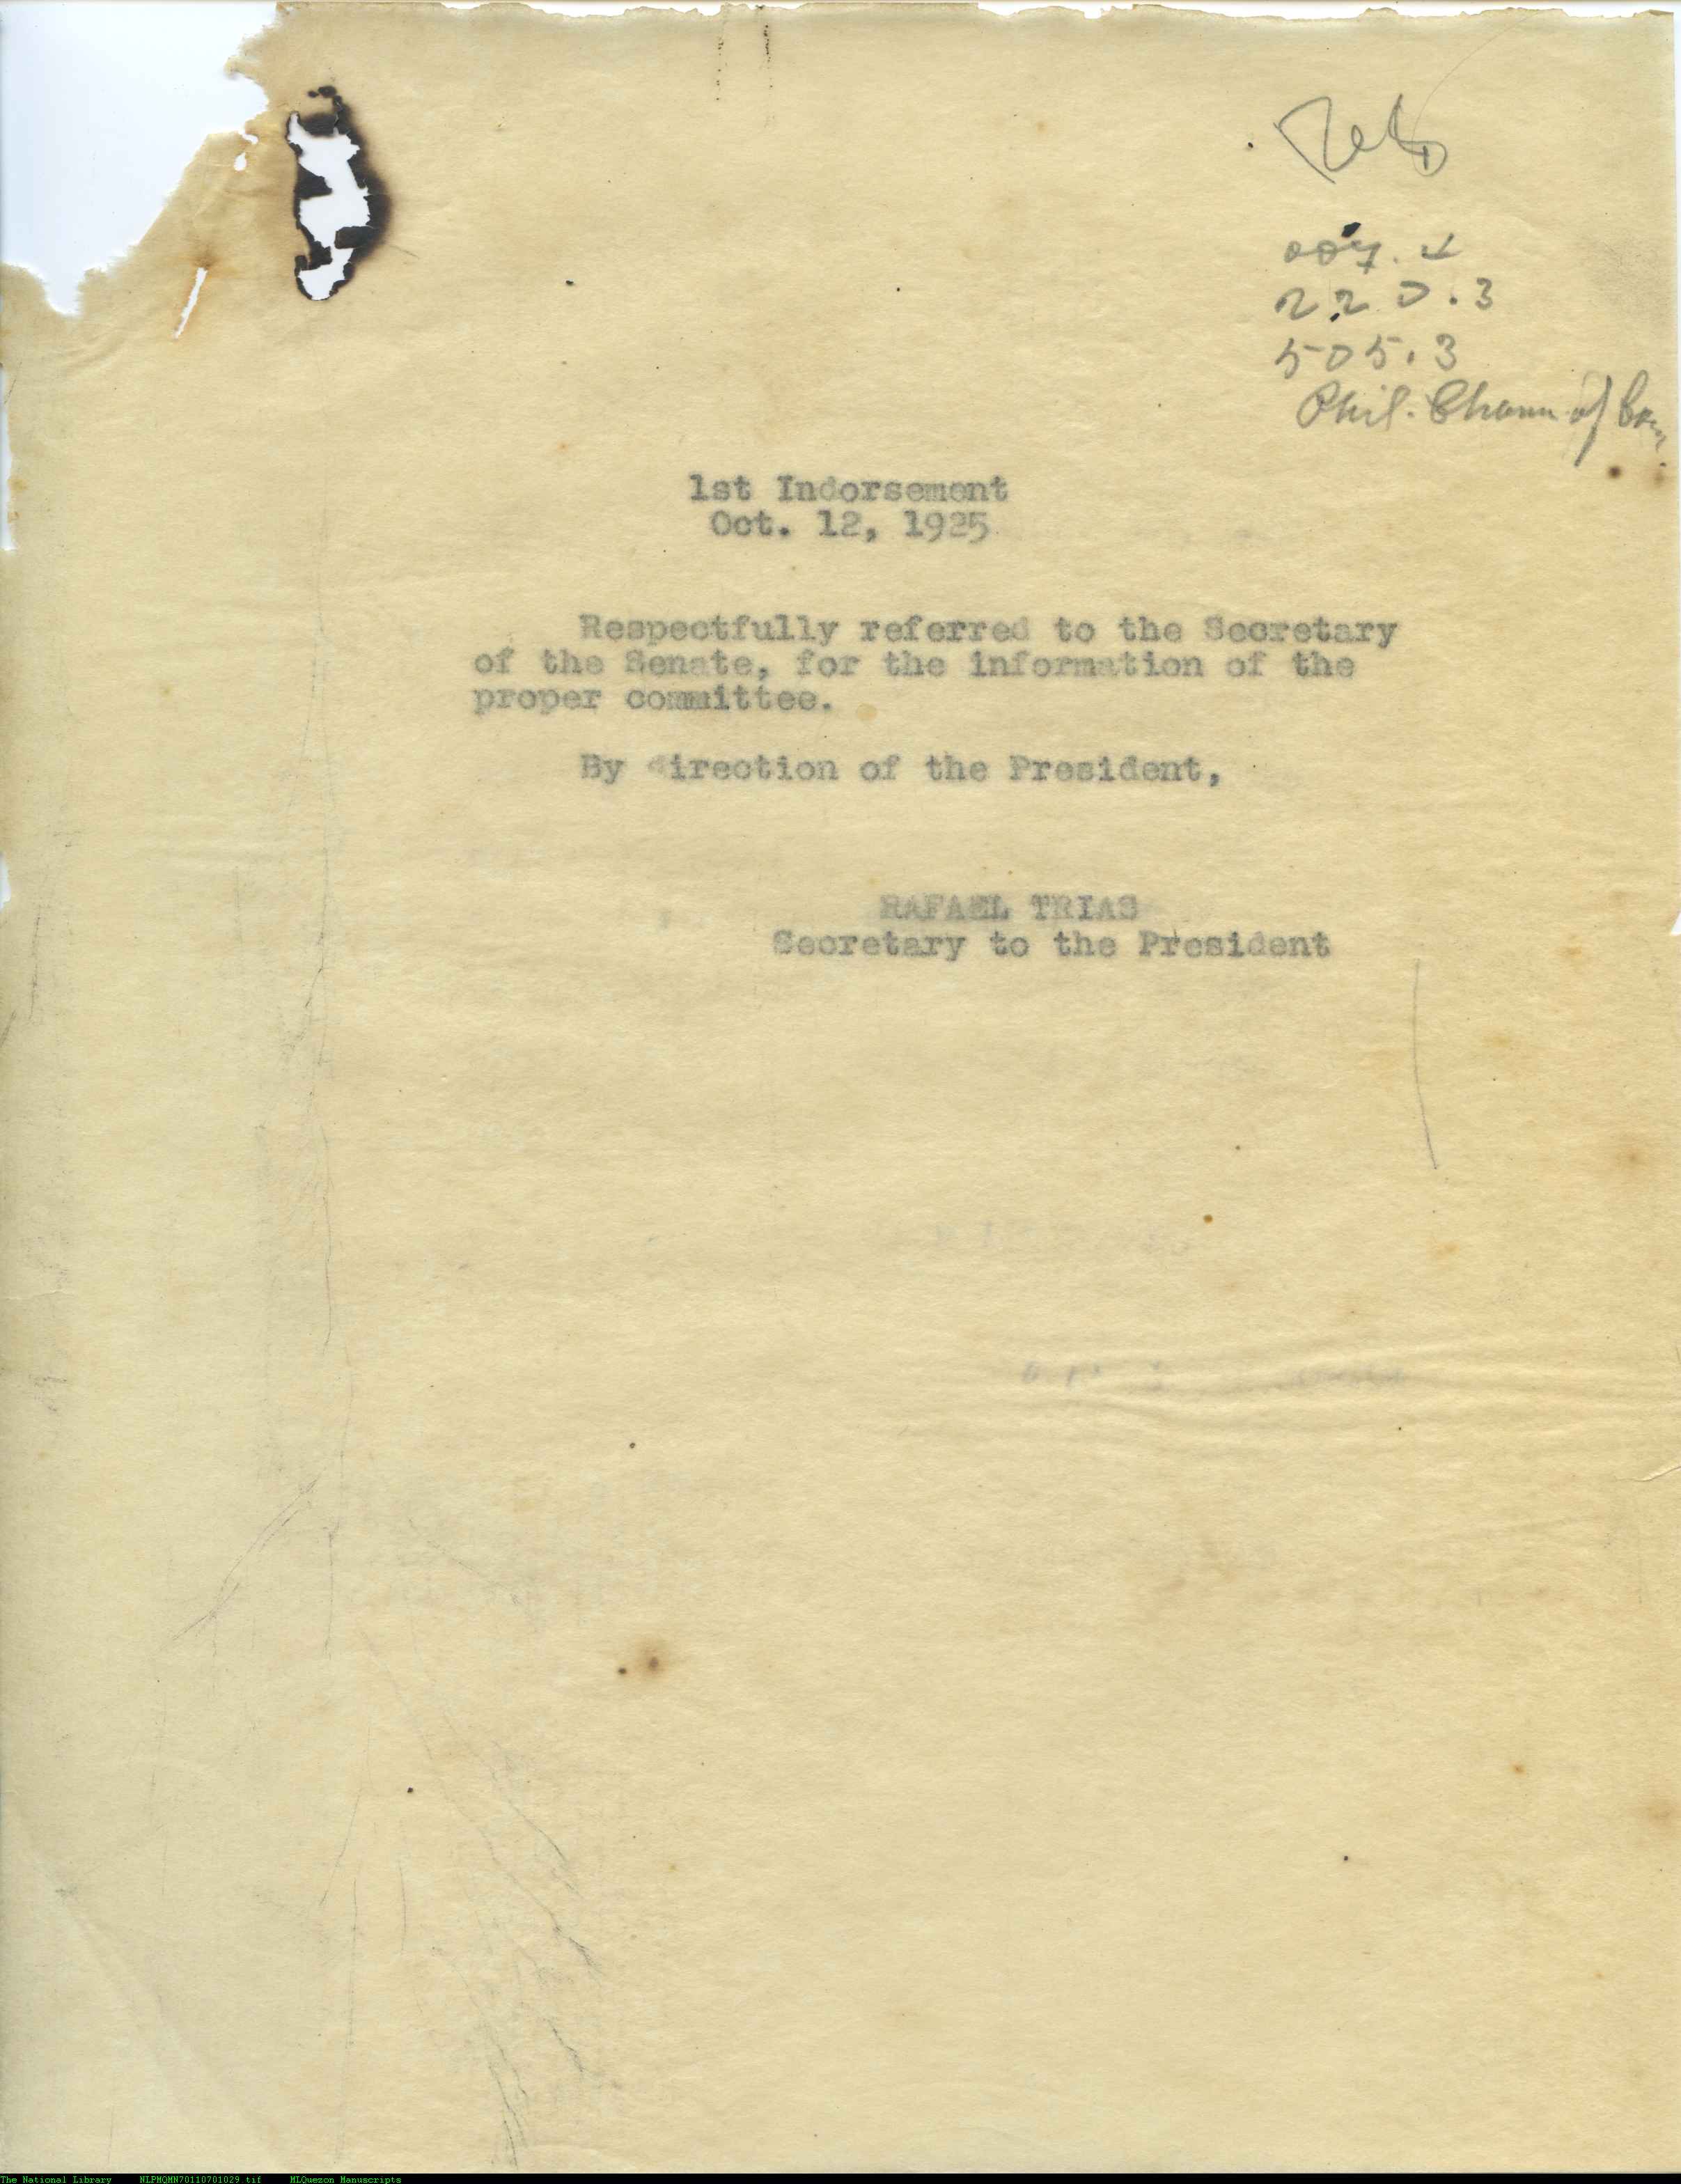 007.4
220.3
505.3
Phil. Cham. of Com
1st Indorsement
Oct. 12, 1925
Respectfully referred to the Secretary
of the Senate, for the information of the
proper committee.
By direction of the President,
RAFAEL TRIAS
Secretary to the President
The National Library NLPMQMN70110701029.tif MLQuezon Manuscripts